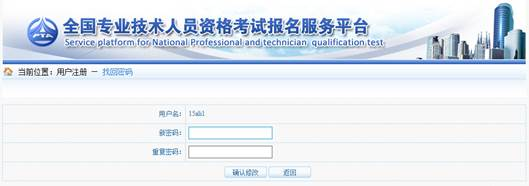 全国专业技术人员资格考试报名服务平台
Service platform for National Professional and technician qualification test
当前位置：用户注册 — 找回密码
用户名：
新密码：
重复密码：
确认修改 返回